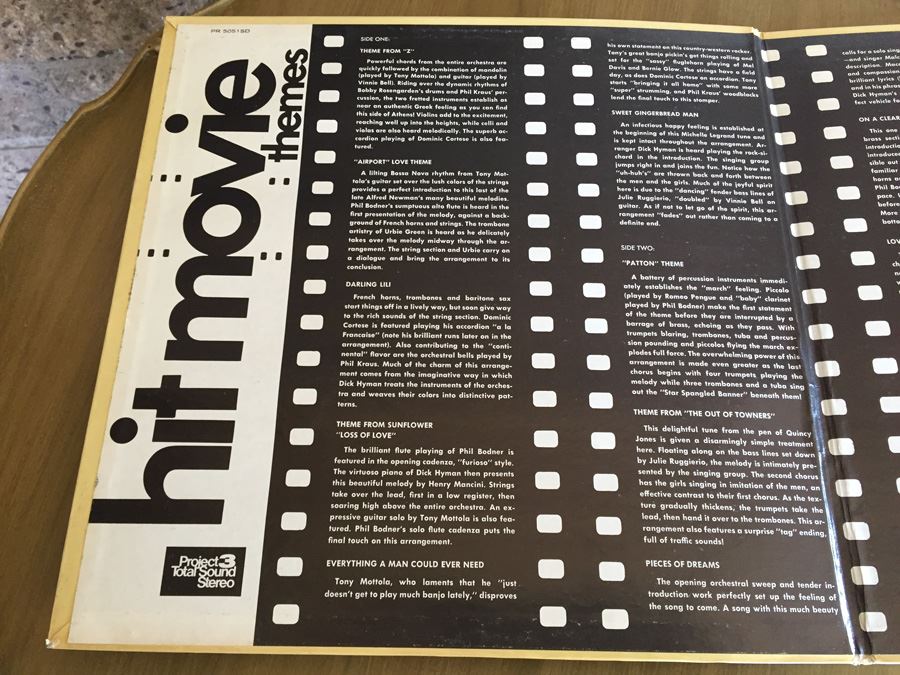 PR 5051SD
hit movie
themes
Project 3
Total Sound
Stereo
SIDE ONE:
THEME FROM "Z"
Powerful chords from the entire orchestra are
quickly followed by the combination of mandolin
(played by Tony Mottola) and guitar (played by
Vinnie Bell). Riding over the dynamic rhythms of
Bobby Rosengarden's drums and Phil Kraus' per-
cussion, the two fretted instruments establish as
near an authentic Greek feeling as you can find
this side of Athens! Violins add to the excitement,
reaching well up into the heights, while celli and
violas are also heard melodically. The superb ac-
cordion playing of Dominic Cortese is also fea-
tured.
"AIRPORT" LOVE THEME
A lilting Bossa Nova rhythm from Tony Mot-
tola's guitar set over the lush colors of the strings
provides a perfect introduction to this last of the
late Alfred Newman's many beautiful melodies.
Phil Bodner's sumptuous alto flute is heard in the
first presentation of the melody, against a back-
ground of French horns and strings. The trombone
artistry of Urbie Green is heard as he delicately
takes over the melody midway through the ar-
rangement. The string section and Urbie carry on
a dialogue and bring the arrangement to its
conclusion.
DARLING LILI
French horns, trombones and baritone sax
start things off in a lively way, but soon give way
to the rich sounds of the string section. Dominic
Cortese is featured playing his accordion "a la
Francaise" (note his brilliant runs later on in the
arrangement). Also contributing to the "conti-
nental" flavor are the orchestral bells played by
Phil Kraus. Much of the charm of this arrange-
ment comes from the imaginative way in which
Dick Hyman treats the instruments of the orches-
tra and weaves their colors into distinctive pat-
terns.
THEME FROM SUNFLOWER
"LOSS OF LOVE"
The brilliant flute playing of Phil Bodner is
featured in the opening cadenza, "furioso" style.
The virtuoso piano of Dick Hyman then presents
this beautiful melody by Henry Mancini. Strings
take over the lead, first in a low register, then
soaring high above the entire orchestra. An ex-
pressive guitar solo by Tony Mottola is also fea-
tured. Phil Bodner's solo flute cadenza puts the
final touch on this arrangement.
EVERYTHING A MAN COULD EVER NEED
Tony Mottola, who laments that he "just
doesn't get to play much banjo lately," disproves
his own statement on this country-western rocker.
Tony's great banjo pickin's got things rolling and
set for the "sassy" flugelhorn playing of Mel
Davis and Bernie Glow. The strings have a field
day, as does Dominic Cortese on accordion. Tony
starts "bringing it all home" with some more
"super" strumming, and Phil Kraus' woodblocks
lend the final touch to this stomper.
SWEET GINGERBREAD MAN
An infectious happy feeling is established at
the beginning of this Michelle Legrand tune and
is kept intact throughout the arrangement. Ar-
ranger Dick Hyman is heard playing the rock-si-
chord in the introduction. The singing group
jumps right in and joins the fun. Notice how the
"uh-huh's" are thrown back and forth between
the men and the girls. Much of the joyful spirit
here is due to the "dancing" fender bass lines of
Julie Ruggierio, "doubled" by Vinnie Bell on
guitar. As if not to let go of the spirit, this ar-
rangement "fades" out rather than coming to a
definite end.
SIDE TWO:
"PATTON" THEME
A battery of percussion instruments immedi-
ately establishes the "march" feeling. Piccolo
(played by Romeo Pengue and "baby" clarinet
played by Phil Bodner) make the first statement
of the theme before they are interrupted by a
barrage of brass, echoing as they pass. With
trumpets blaring, trombones, tuba and percus-
sion pounding and piccolos flying the march ex-
plodes full force. The overwhelming power of this
arrangement is made even greater as the last
chorus begins with four trumpets playing the
melody while three trombones and a tuba sing
out the "Star Spangled Banner" beneath them!
THEME FROM "THE OUT OF TOWNERS"
This delightful tune from the pen of Quincy
Jones is given a disarmingly simple treatment
here. Floating along on the bass lines set down
by Julie Ruggierio, the melody is intimately pre-
sented by the singing group. The second chorus
has the girls singing in imitation of the men, an
effective contrast to their first chorus. As the tex-
ture gradually thickens, the trumpets take the
lead, then hand it over to the trombones. This ar-
rangement also features a surprise "tag" ending,
full of traffic sounds!
PIECES OF DREAMS
The opening orchestral sweep and tender in-
troduction work perfectly set up the feeling of
the song to come. A song with this much beauty
calls for a solo sing
—and singer
description.
and compassion
brilliant lyrics
and in his phras
Dick Hyman's
fect vehicle f
ON A CLEAR
This one
brass secti
introduction
introduce
sible out
familiar
horns a
Phil Bo
pace.
before
More
botto
LOV